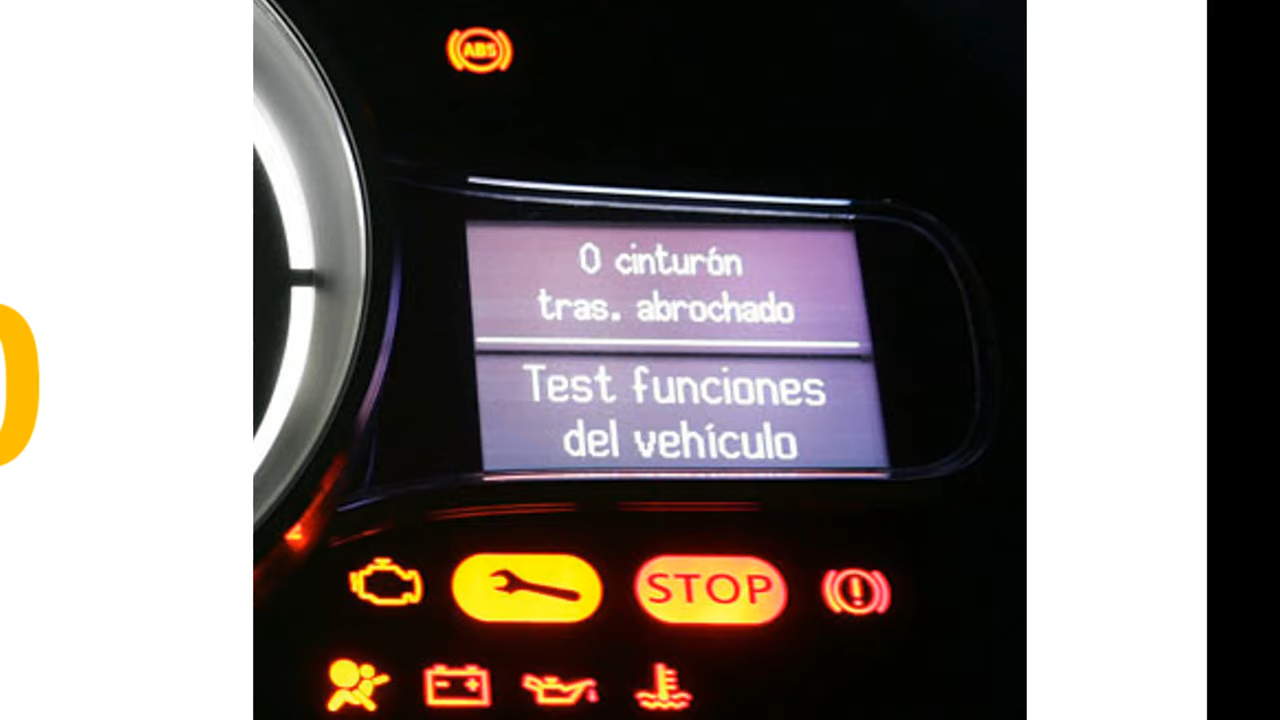 ABS
0 cinturón
tras. abrochado
Test funciones
del vehículo
STOP